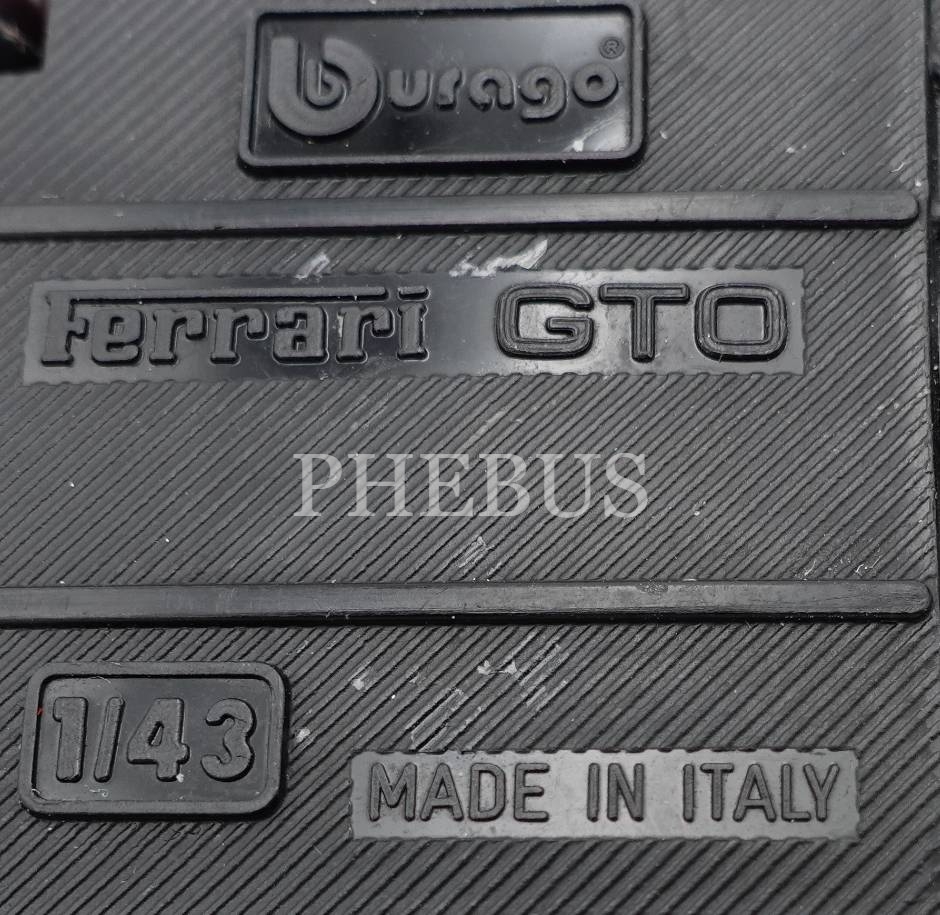 burago®
Ferrari GTO
PHEBUS
1/43
MADE IN ITALY